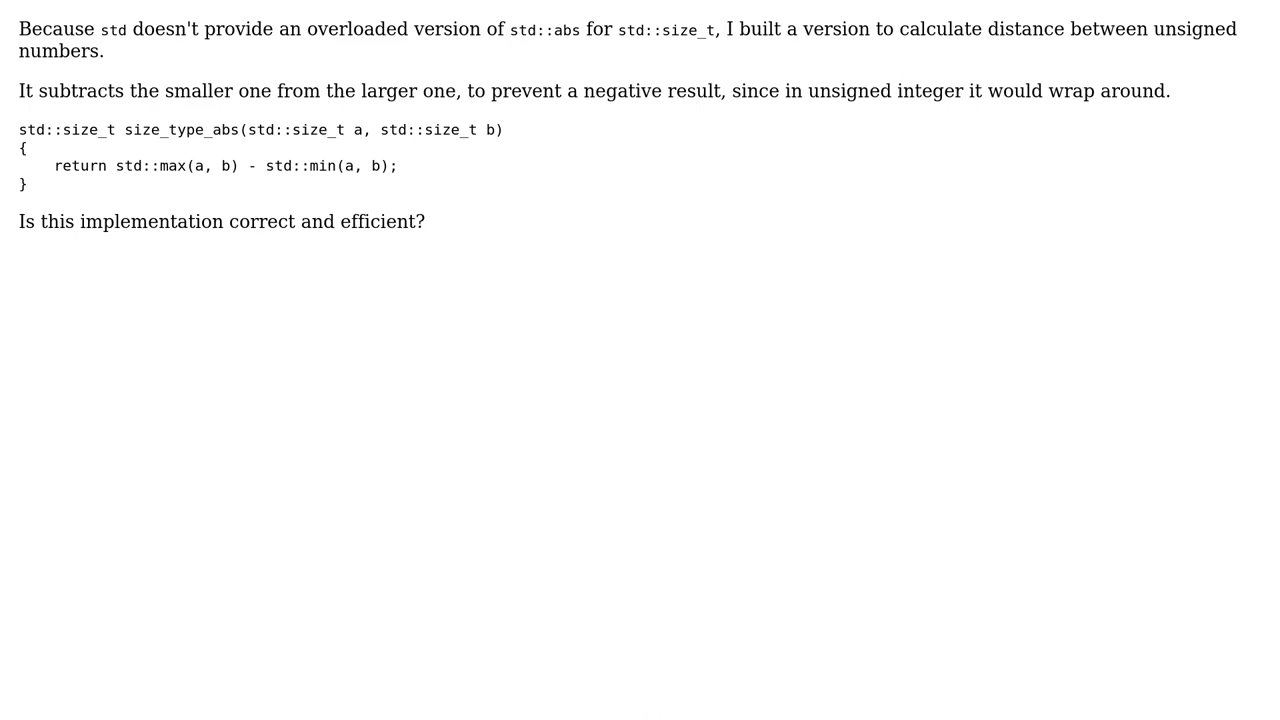 Because std doesn't provide an overloaded version of std::abs for std::size_t, I built a version to calculate distance between unsigned
numbers.
It subtracts the smaller one from the larger one, to prevent a negative result, since in unsigned integer it would wrap around.
std::size_t size_type_abs(std::size_t a, std::size_t b)
{
    return std::max(a, b) - std::min(a, b);
}
Is this implementation correct and efficient?